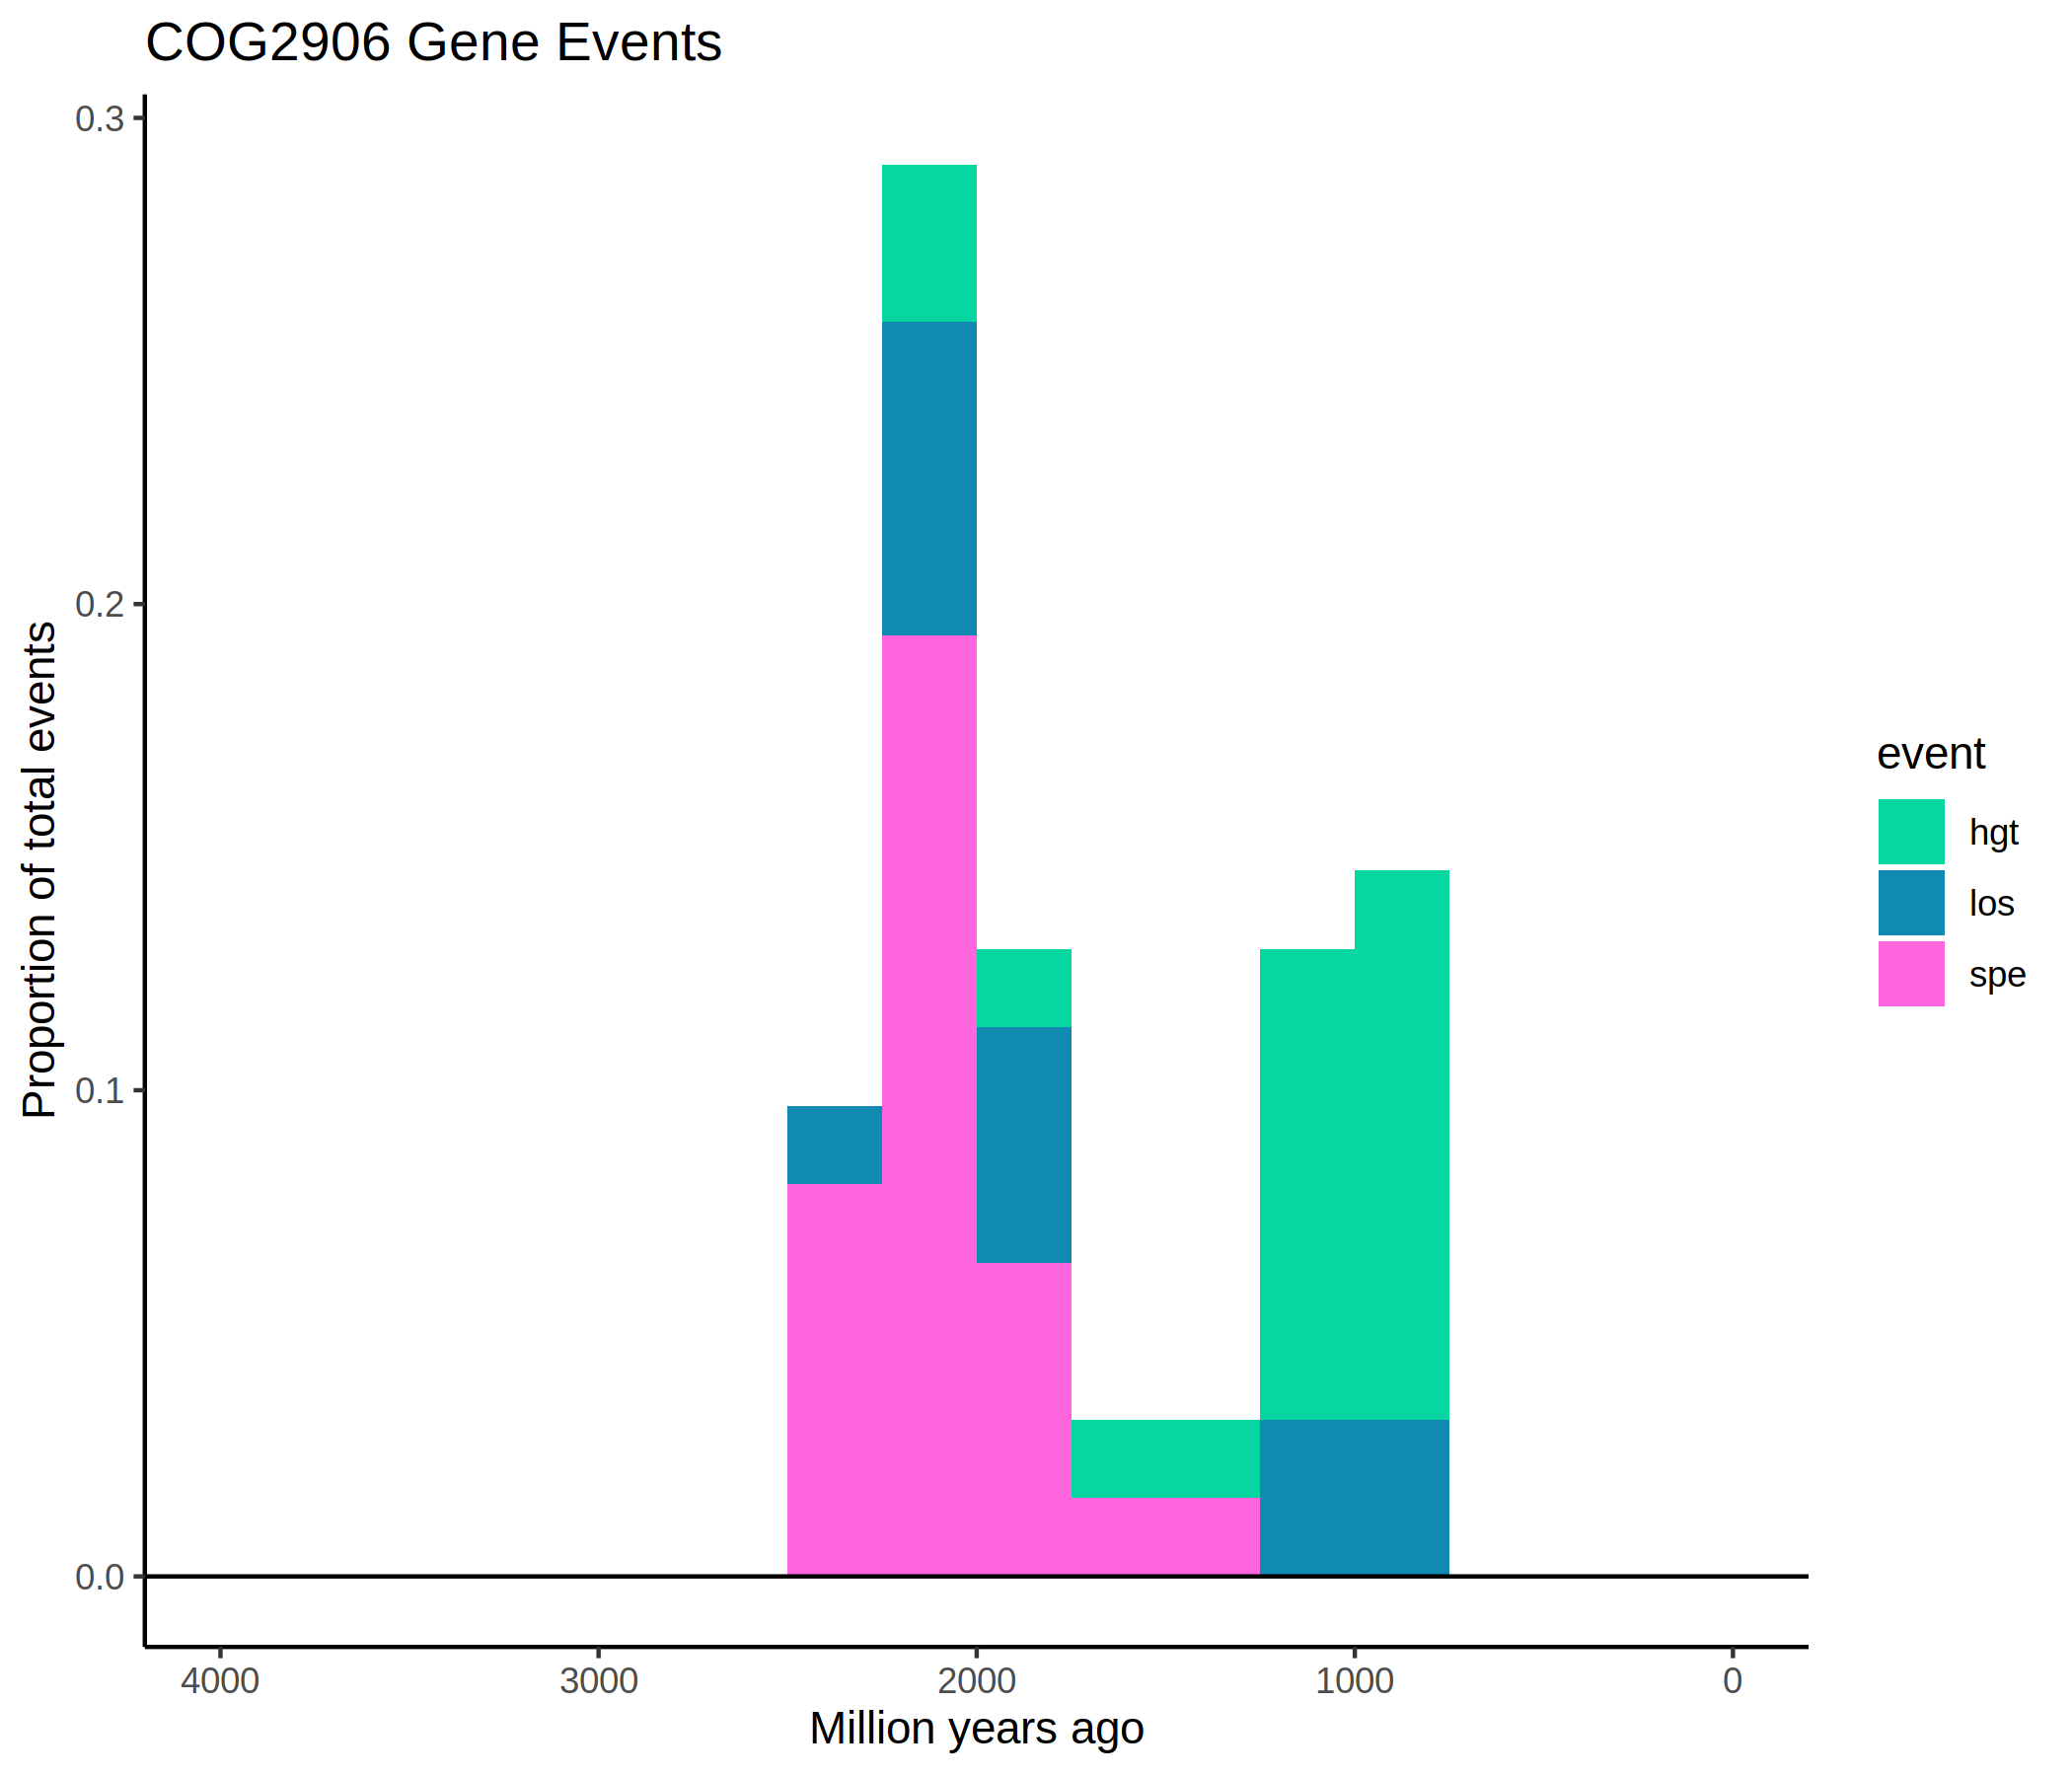 COG2906 Gene Events
0.3
0.2
0.1
0.0
Proportion of total events
4000 3000 2000 1000 0
Million years ago
event
hgt
los
spe